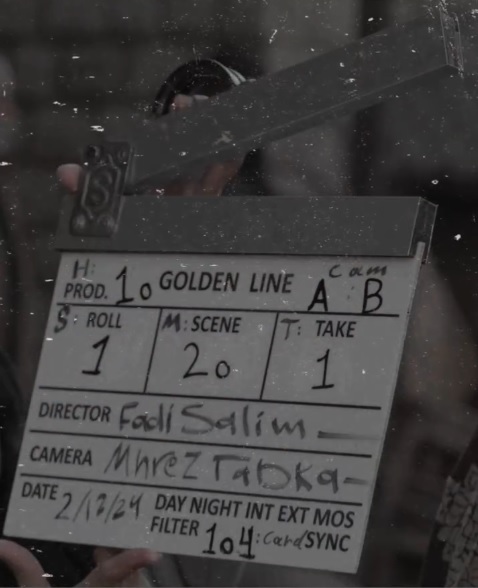 H: Cam
PROD. 10 GOLDEN LINE A : B
S: ROLL M: SCENE T: TAKE
1 20 1
DIRECTOR Fadi Salim
CAMERA MhreZ Tabka
DATE 2/12/24 DAY NIGHT INT EXT MOS
FILTER 104: Card SYNC